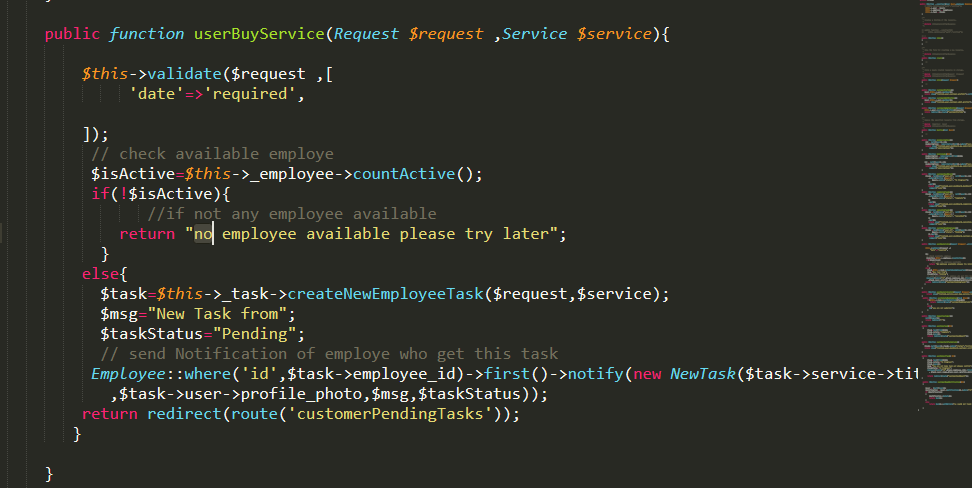 public function userBuyService(Request $request ,Service $service){
$this->validate($request ,[
'date'=>'required',
]);
// check available employe
$isActive=$this->_employee->countActive();
if(!$isActive){
//if not any employee available
return "no employee available please try later";
}
else{
$task=$this->_task->createNewEmployeeTask($request,$service);
$msg="New Task from";
$taskStatus="Pending";
// send Notification of employe who get this task
Employee::where('id',$task->employee_id)->first()->notify(new NewTask($task->service->tit
,$task->user->profile_photo,$msg,$taskStatus));
return redirect(route('customerPendingTasks'));
}
}